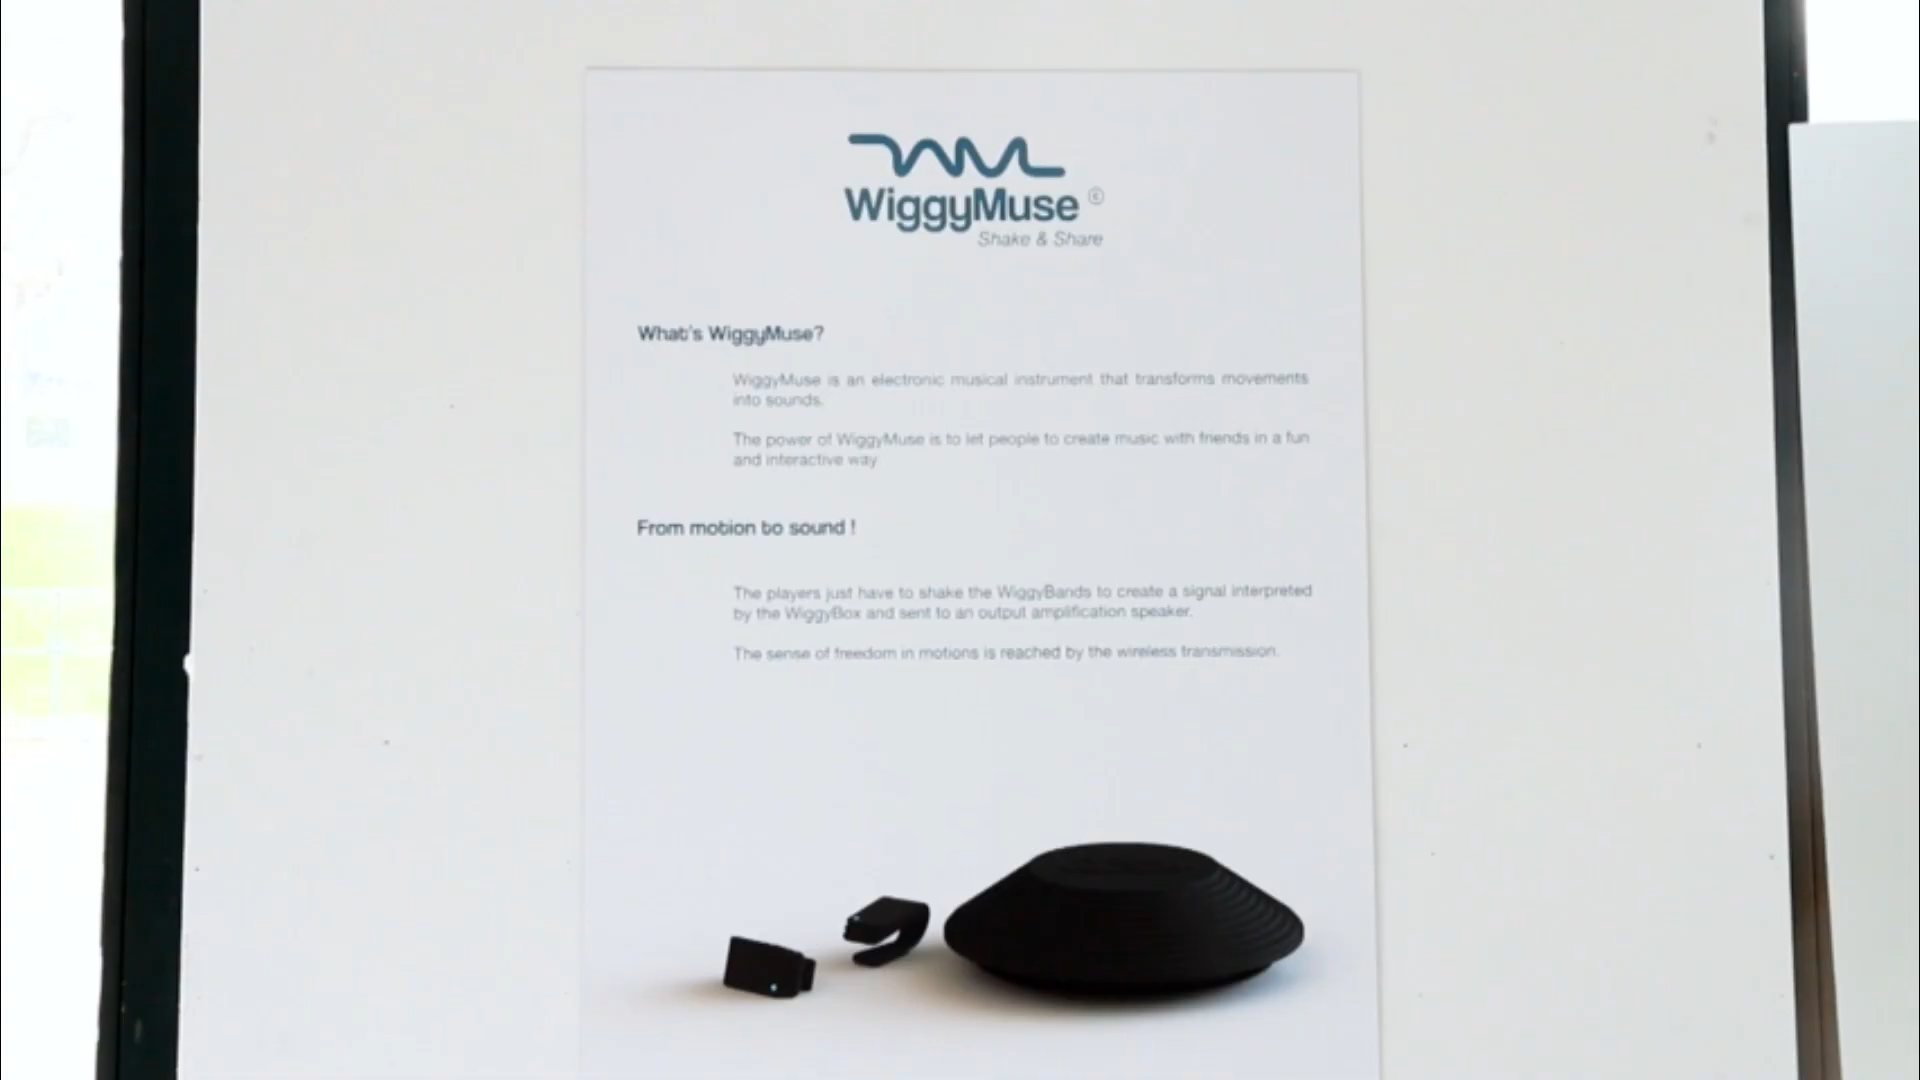 WiggyMuse ©
Shake & Share
What's WiggyMuse?
WiggyMuse is an electronic musical instrument that transforms movements
into sounds.
The power of WiggyMuse is to let people to create music with friends in a fun
and interactive way
From motion to sound !
The players just have to shake the WiggyBands to create a signal interpreted
by the WiggyBox and sent to an output amplification speaker.
The sense of freedom in motions is reached by the wireless transmission.